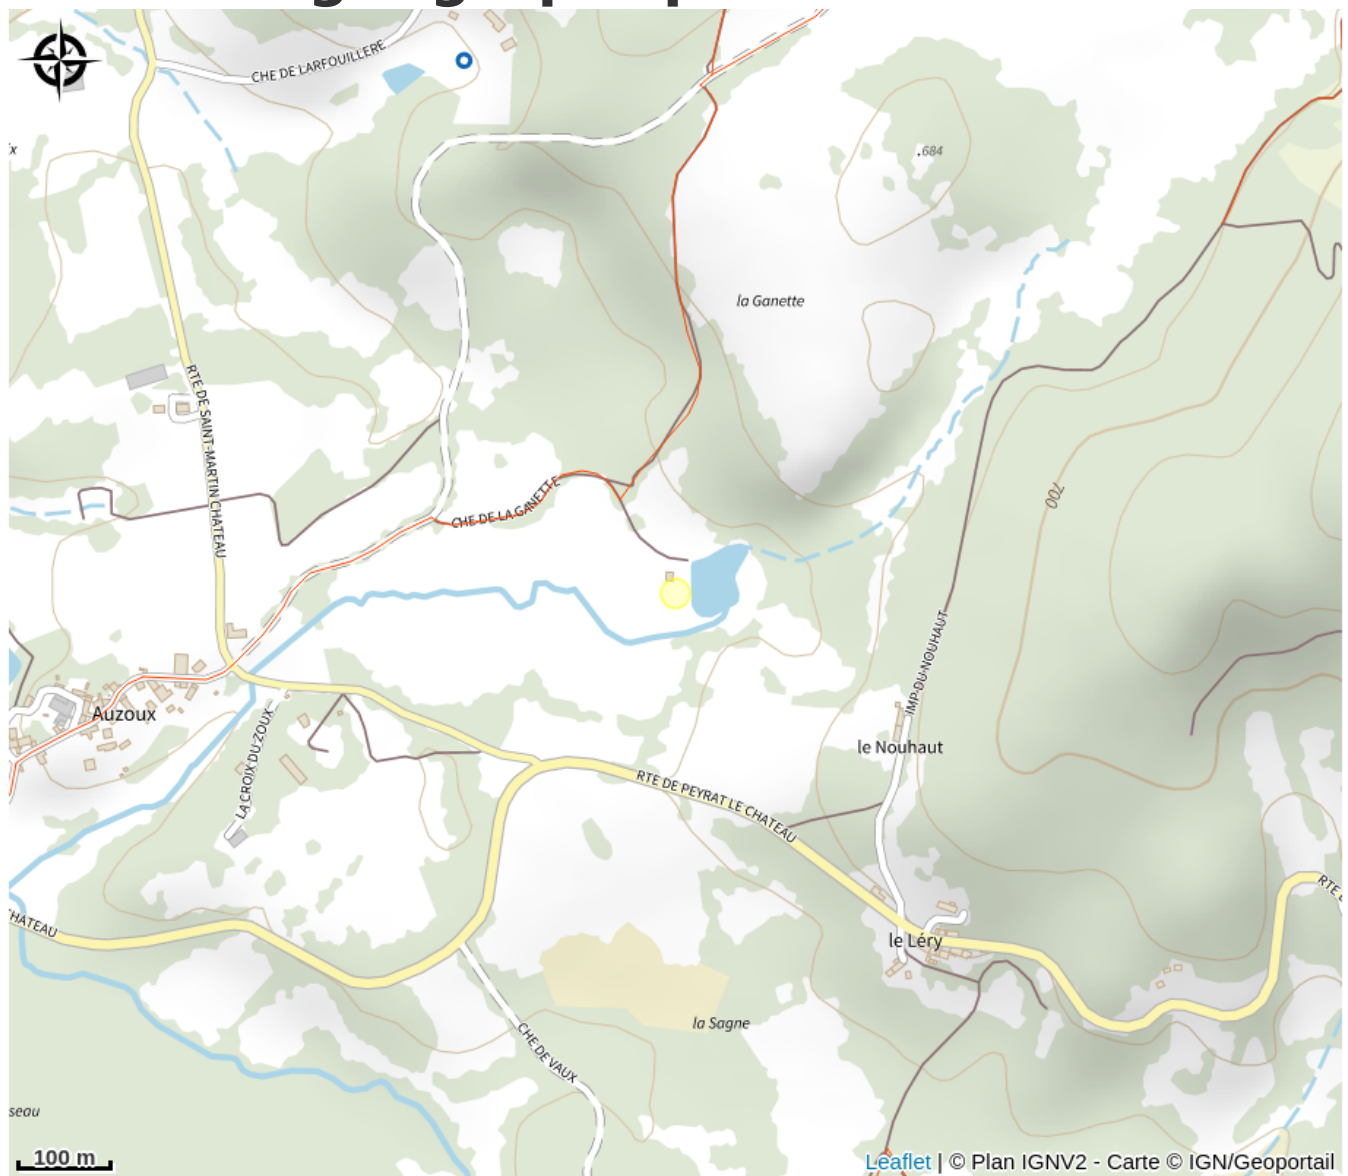 CHE DE LARFOUILLERE
684
la Ganette
RTE DE SAINT-MARTIN CHATEAU
700
CHE DE LA GANETTE
IMP DU NOUHAUT
Auzoux
LA CROIX DU ZOUX
le Nouhaut
RTE DE PEYRAT LE CHATEAU
RTE
CHATEAU
le Léry
la Sagne
CHE DE VAUX
seau
100 m
Leaflet | © Plan IGNV2 - Carte © IGN/Geoportail